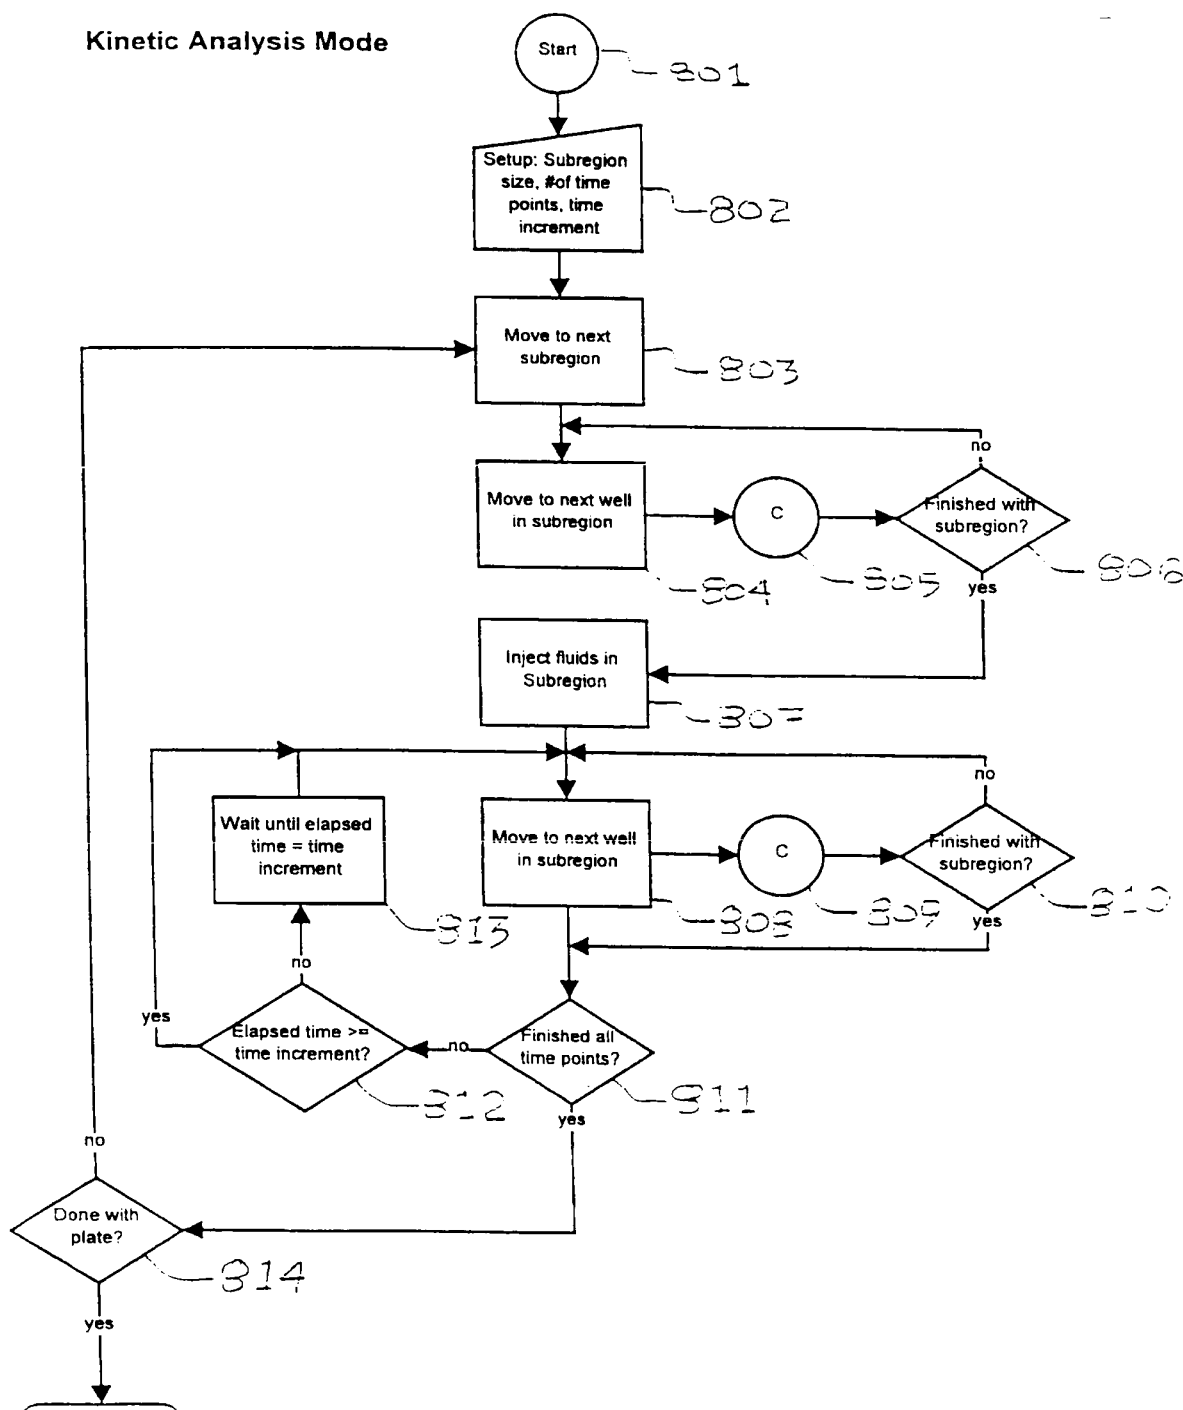 Kinetic Analysis Mode
Start
801
Setup: Subregion
size, #of time
points, time
increment
802
Move to next
subregion
803
no
Move to next well
in subregion
C
Finished with
subregion?
804
805
806
yes
Inject fluids in
Subregion
807
no
Wait until elapsed
time = time
increment
Move to next well
in subregion
C
Finished with
subregion?
813
808
809
810
yes
no
yes
Elapsed time >=
time increment?
no
Finished all
time points?
812
811
yes
no
Done with
plate?
814
yes